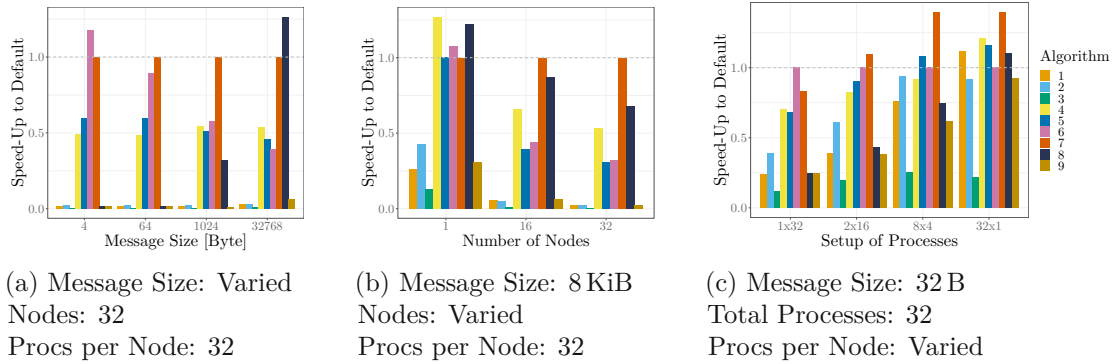 Speed-Up to Default
1.0
0.5
0.0
4
64
1024
32768
Message Size [Byte]
Speed-Up to Default
1.0
0.5
0.0
1
16
32
Number of Nodes
Speed-Up to Default
1.0
0.5
0.0
1x32
2x16
8x4
32x1
Setup of Processes
Algorithm
1
2
3
4
5
6
7
8
9
(a) Message Size: Varied
Nodes: 32
Procs per Node: 32
(b) Message Size: 8 KiB
Nodes: Varied
Procs per Node: 32
(c) Message Size: 32 B
Total Processes: 32
Procs per Node: Varied